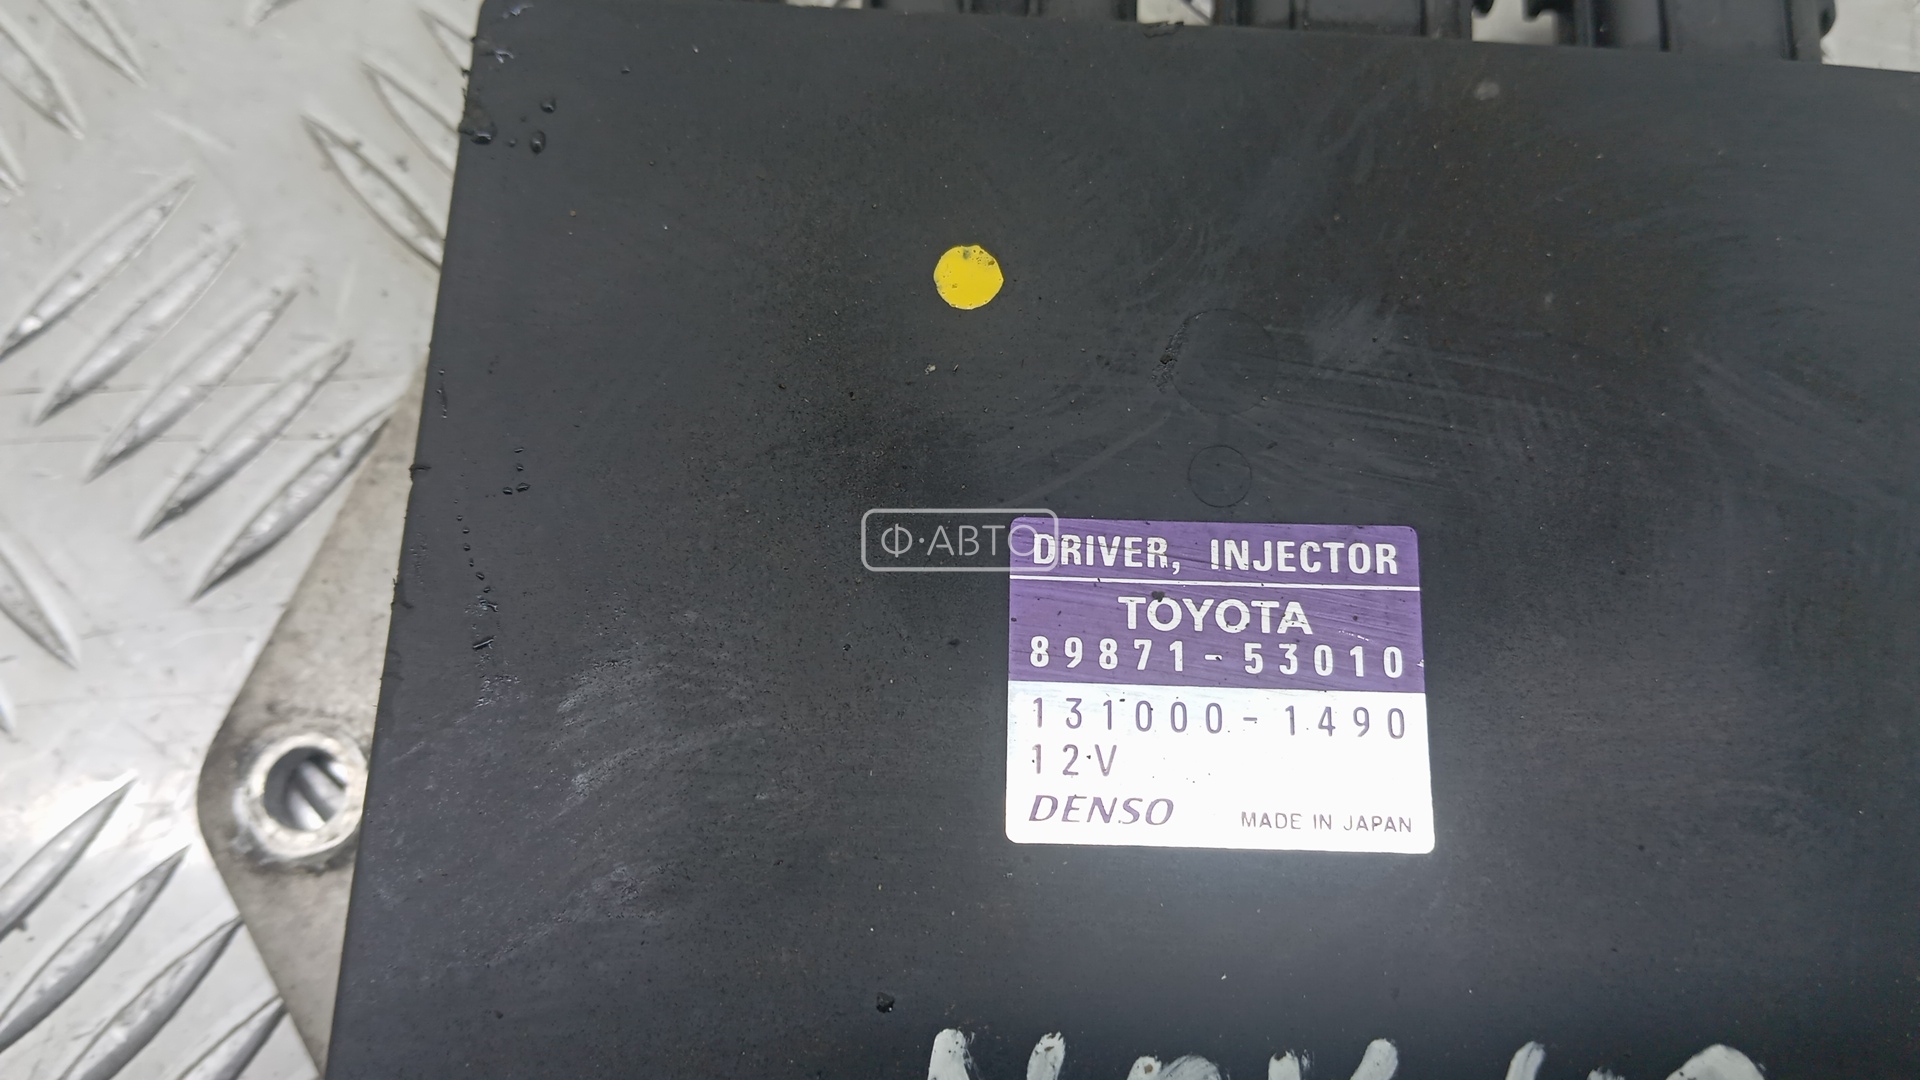 Ф·АВТО
DRIVER, INJECTOR
TOYOTA
89871-53010
131000-1490
12V
DENSO MADE IN JAPAN